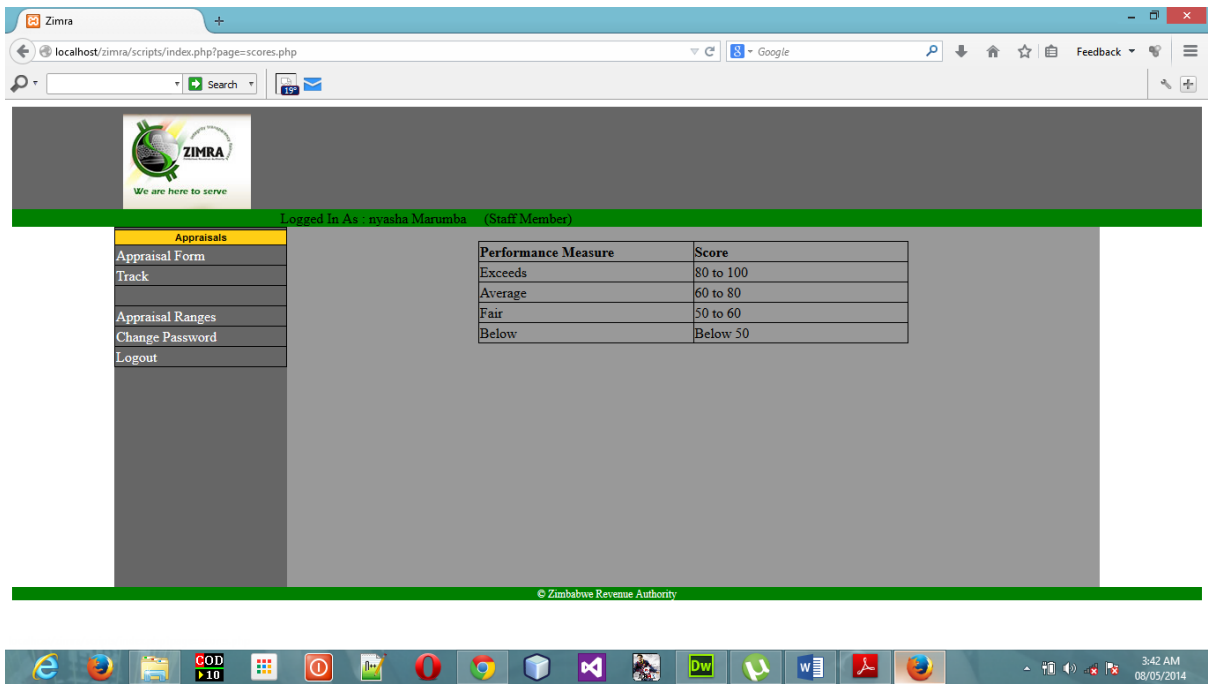 Zimra
localhost/zimra/scripts/index.php?page=scores.php
Google
Feedback
Search
19°
ZIMRA
We are here to serve
Logged In As : nyasha Marumba (Staff Member)
Appraisals
Appraisal Form
Track
Appraisal Ranges
Change Password
Logout
Performance Measure Score
Exceeds 80 to 100
Average 60 to 80
Fair 50 to 60
Below Below 50
© Zimbabwe Revenue Authority
COD
10
Dw
3:42 AM
08/05/2014